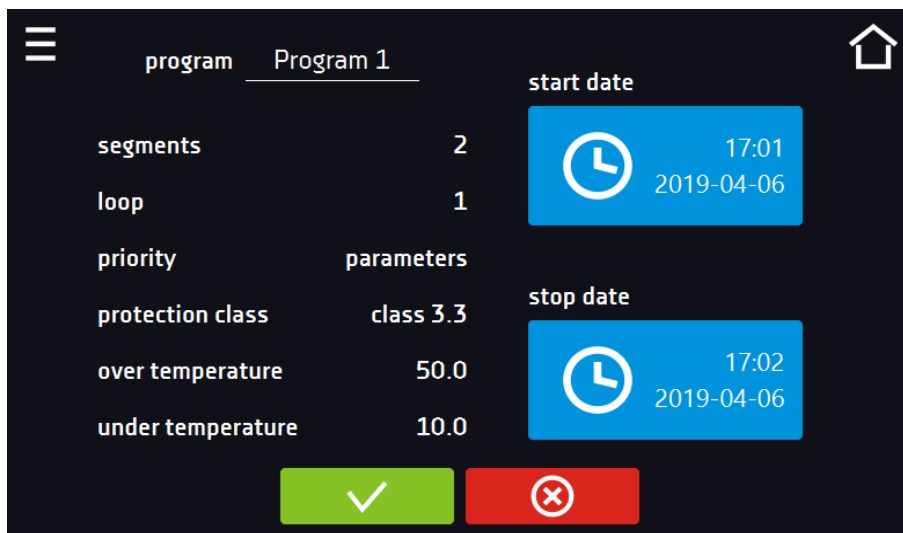 program Program 1
segments 2
loop 1
priority parameters
protection class class 3.3
over temperature 50.0
under temperature 10.0
start date
17:01
2019-04-06
stop date
17:02
2019-04-06